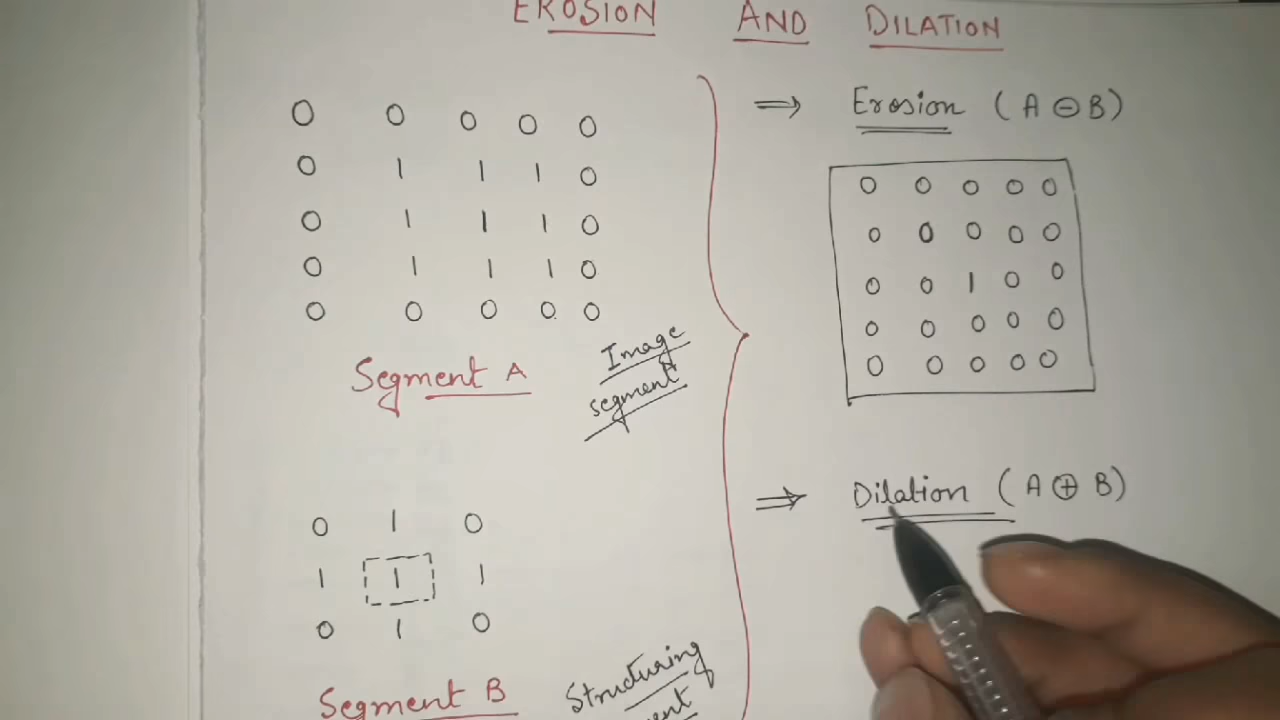 EROSION AND DILATION
0 0 0 0 0
0 1 1 1 0
0 1 1 1 0
0 1 1 1 0
0 0 0 0 0
Segment A
Image
segment
0 1 0
1 1 1
0 1 0
Segment B
Structuring
⇒ Erosion (A ⊖ B)
0 0 0 0 0
0 0 0 0 0
0 0 1 0 0
0 0 0 0 0
0 0 0 0 0
⇒ Dilation (A ⊕ B)